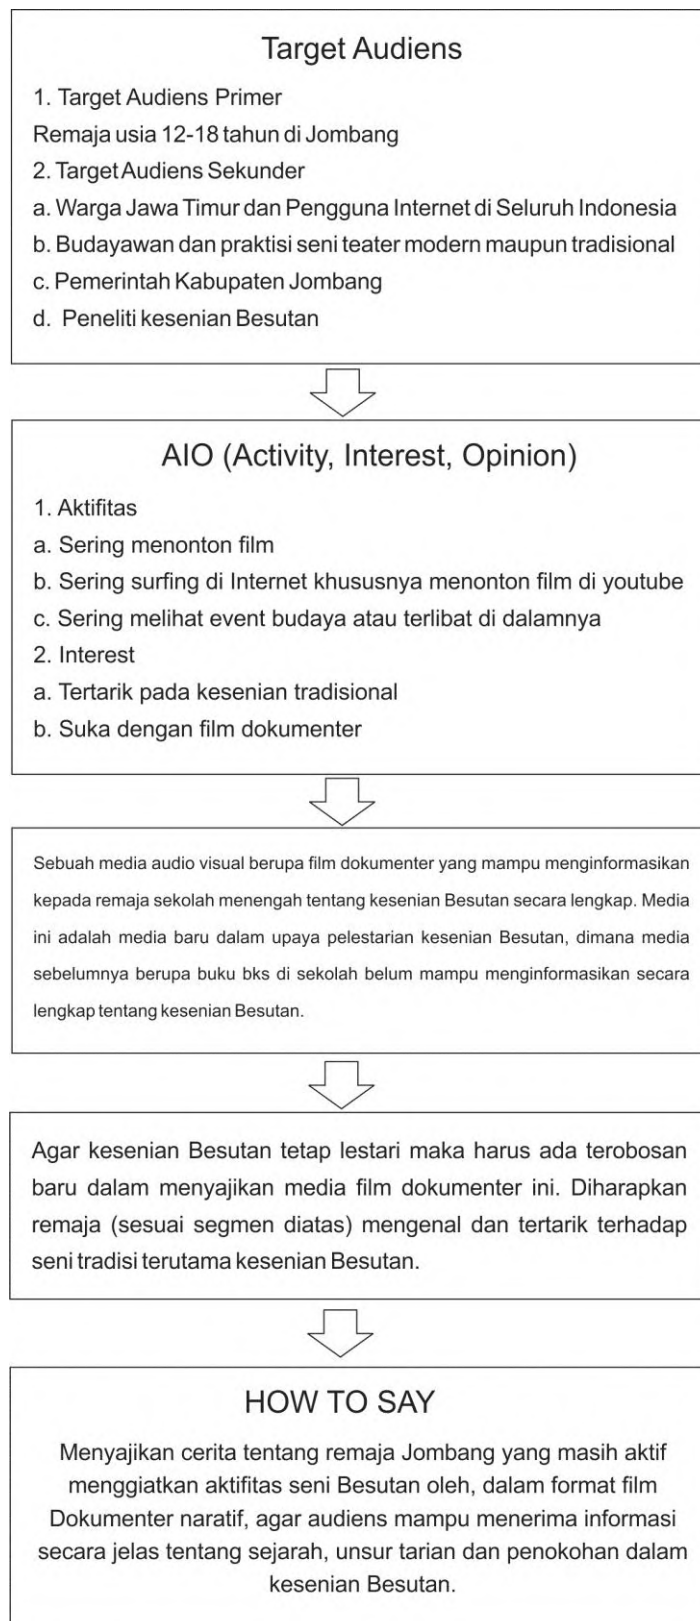 Target Audiens
1. Target Audiens Primer
Remaja usia 12-18 tahun di Jombang
2. Target Audiens Sekunder
a. Warga Jawa Timur dan Pengguna Internet di Seluruh Indonesia
b. Budayawan dan praktisi seni teater modern maupun tradisional
c. Pemerintah Kabupaten Jombang
d. Peneliti kesenian Besutan
AIO (Activity, Interest, Opinion)
1. Aktifitas
a. Sering menonton film
b. Sering surfing di Internet khususnya menonton film di youtube
c. Sering melihat event budaya atau terlibat di dalamnya
2. Interest
a. Tertarik pada kesenian tradisional
b. Suka dengan film dokumenter
Sebuah media audio visual berupa film dokumenter yang mampu menginformasikan
kepada remaja sekolah menengah tentang kesenian Besutan secara lengkap. Media
ini adalah media baru dalam upaya pelestarian kesenian Besutan, dimana media
sebelumnya berupa buku bks di sekolah belum mampu menginformasikan secara
lengkap tentang kesenian Besutan.
Agar kesenian Besutan tetap lestari maka harus ada terobosan
baru dalam menyajikan media film dokumenter ini. Diharapkan
remaja (sesuai segmen diatas) mengenal dan tertarik terhadap
seni tradisi terutama kesenian Besutan.
HOW TO SAY
Menyajikan cerita tentang remaja Jombang yang masih aktif
menggiatkan aktifitas seni Besutan oleh, dalam format film
Dokumenter naratif, agar audiens mampu menerima informasi
secara jelas tentang sejarah, unsur tarian dan penokohan dalam
kesenian Besutan.